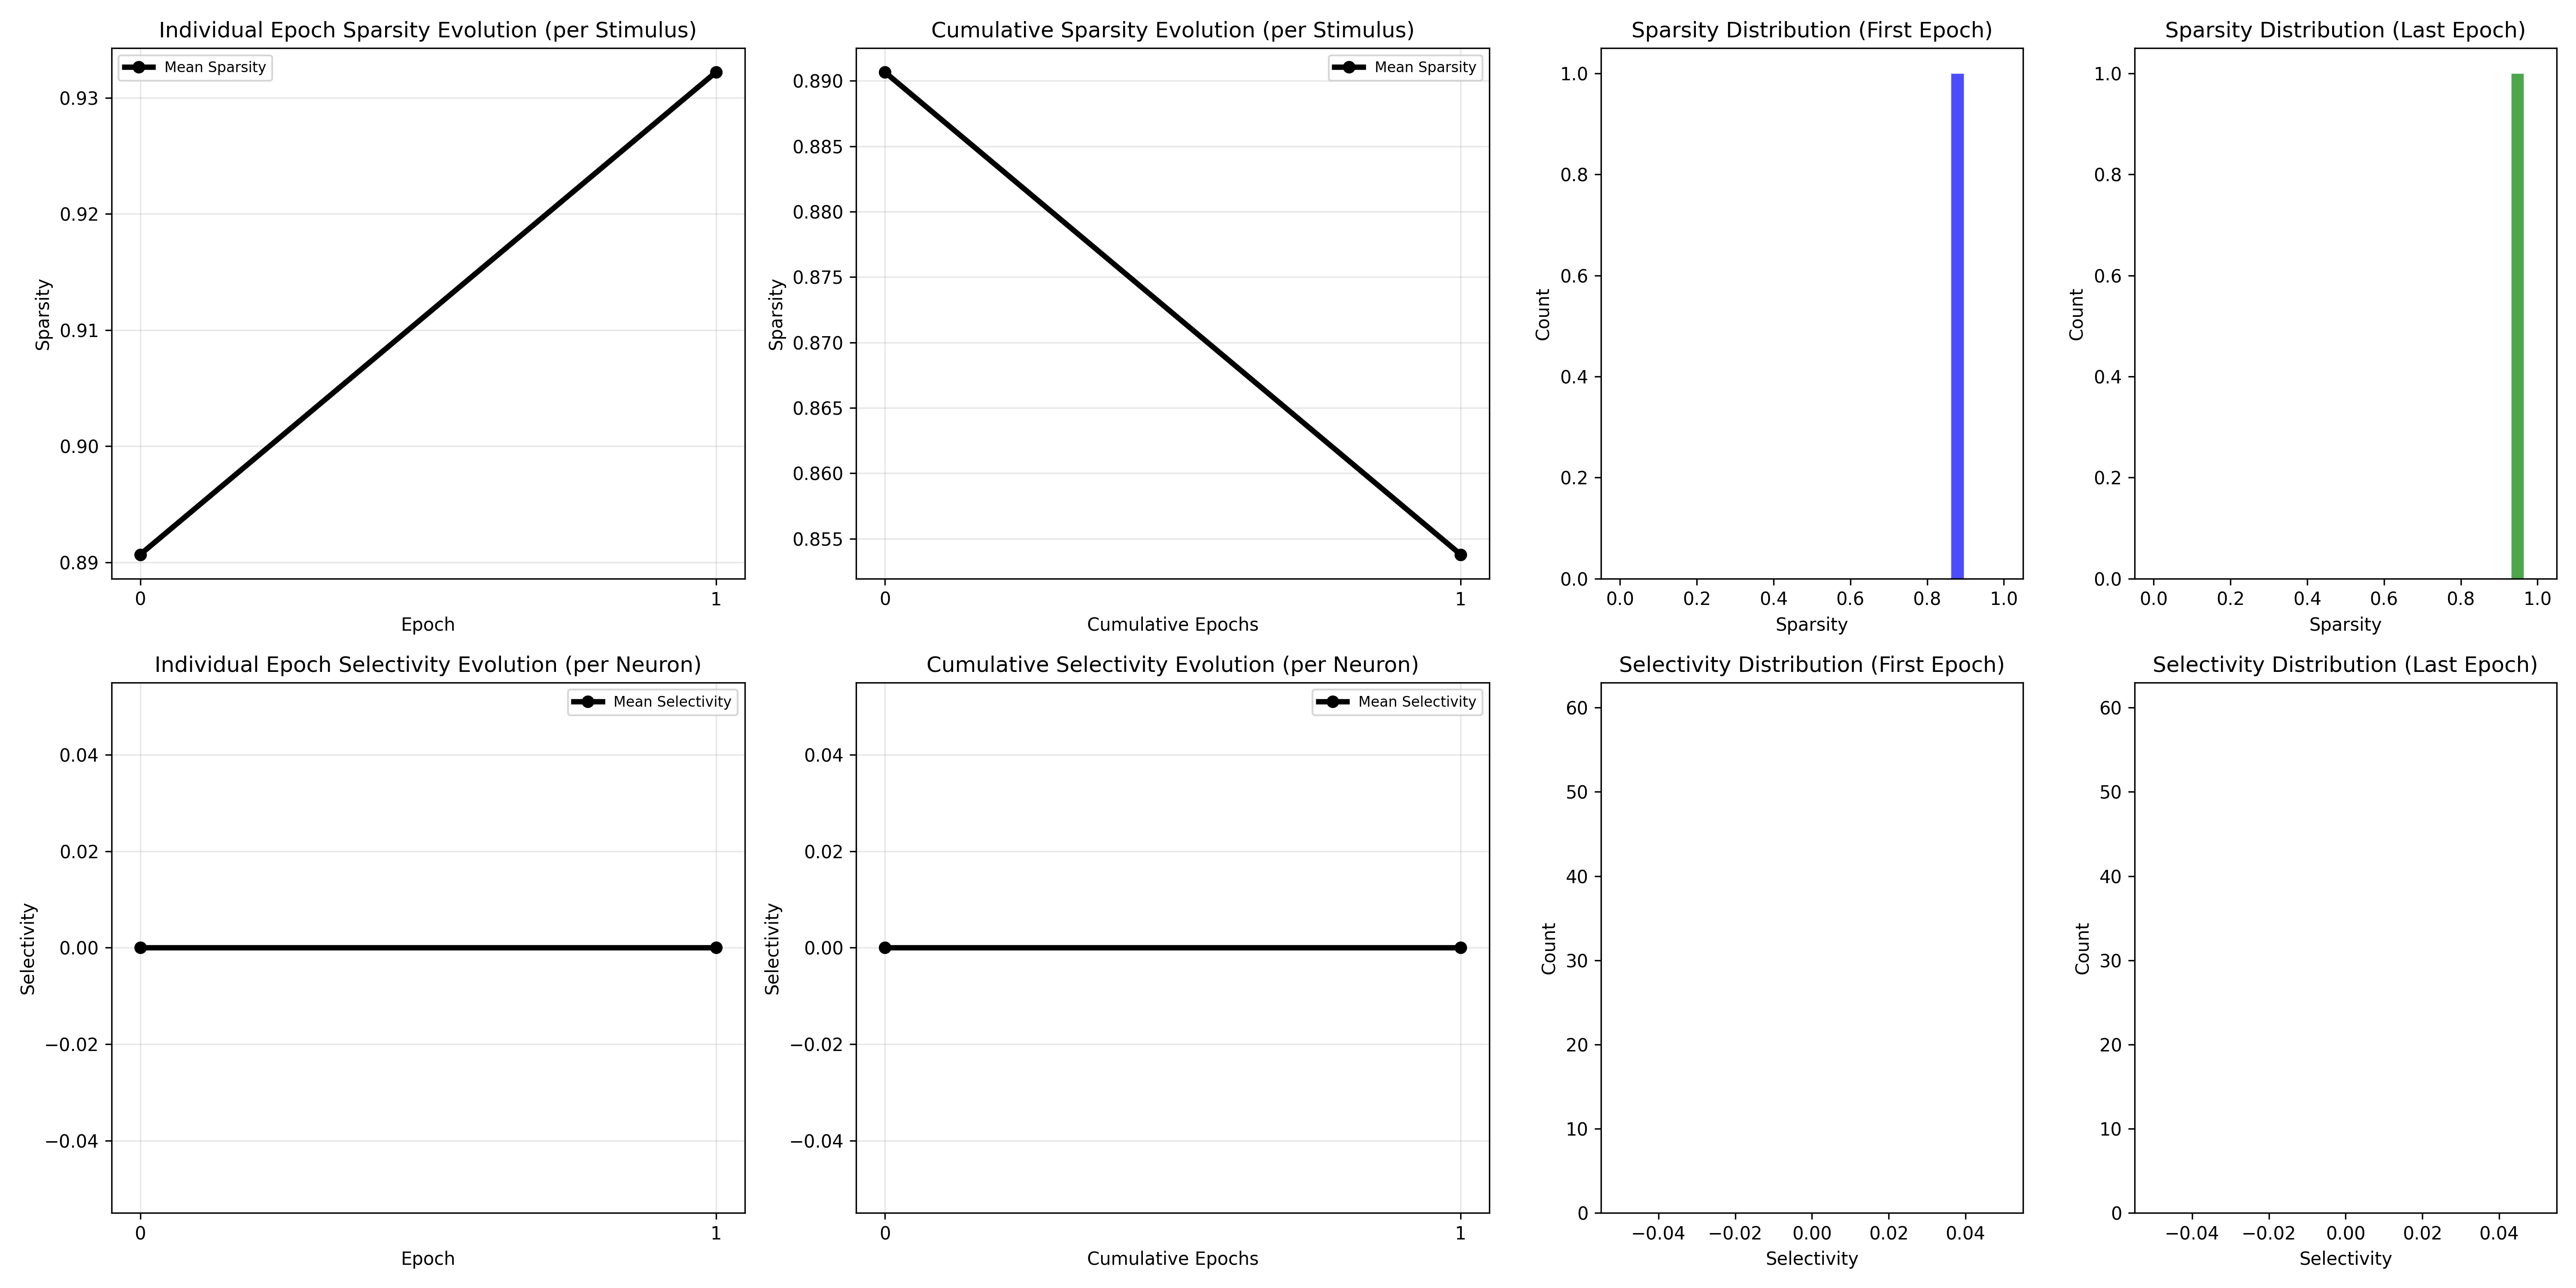 Individual Epoch Sparsity Evolution (per Stimulus)
Mean Sparsity
0.93
0.92
0.91
0.90
0.89
Sparsity
0
1
Epoch
Cumulative Sparsity Evolution (per Stimulus)
Mean Sparsity
0.890
0.885
0.880
0.875
0.870
0.865
0.860
0.855
Sparsity
0
1
Cumulative Epochs
Sparsity Distribution (First Epoch)
1.0
0.8
0.6
0.4
0.2
0.0
Count
0.0 0.2 0.4 0.6 0.8 1.0
Sparsity
Sparsity Distribution (Last Epoch)
1.0
0.8
0.6
0.4
0.2
0.0
Count
0.0 0.2 0.4 0.6 0.8 1.0
Sparsity
Individual Epoch Selectivity Evolution (per Neuron)
Mean Selectivity
0.04
0.02
0.00
−0.02
−0.04
Selectivity
0
1
Epoch
Cumulative Selectivity Evolution (per Neuron)
Mean Selectivity
0.04
0.02
0.00
−0.02
−0.04
Selectivity
0
1
Cumulative Epochs
Selectivity Distribution (First Epoch)
60
50
40
30
20
10
0
Count
−0.04 −0.02 0.00 0.02 0.04
Selectivity
Selectivity Distribution (Last Epoch)
60
50
40
30
20
10
0
Count
−0.04 −0.02 0.00 0.02 0.04
Selectivity